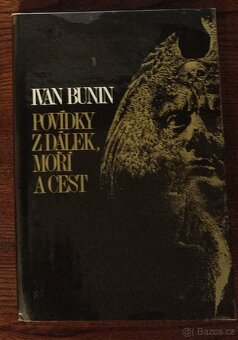 IVAN BUNIN
POVÍDKY
Z DÁLEK,
MOŘÍ
A CEST
© Bazos.cz